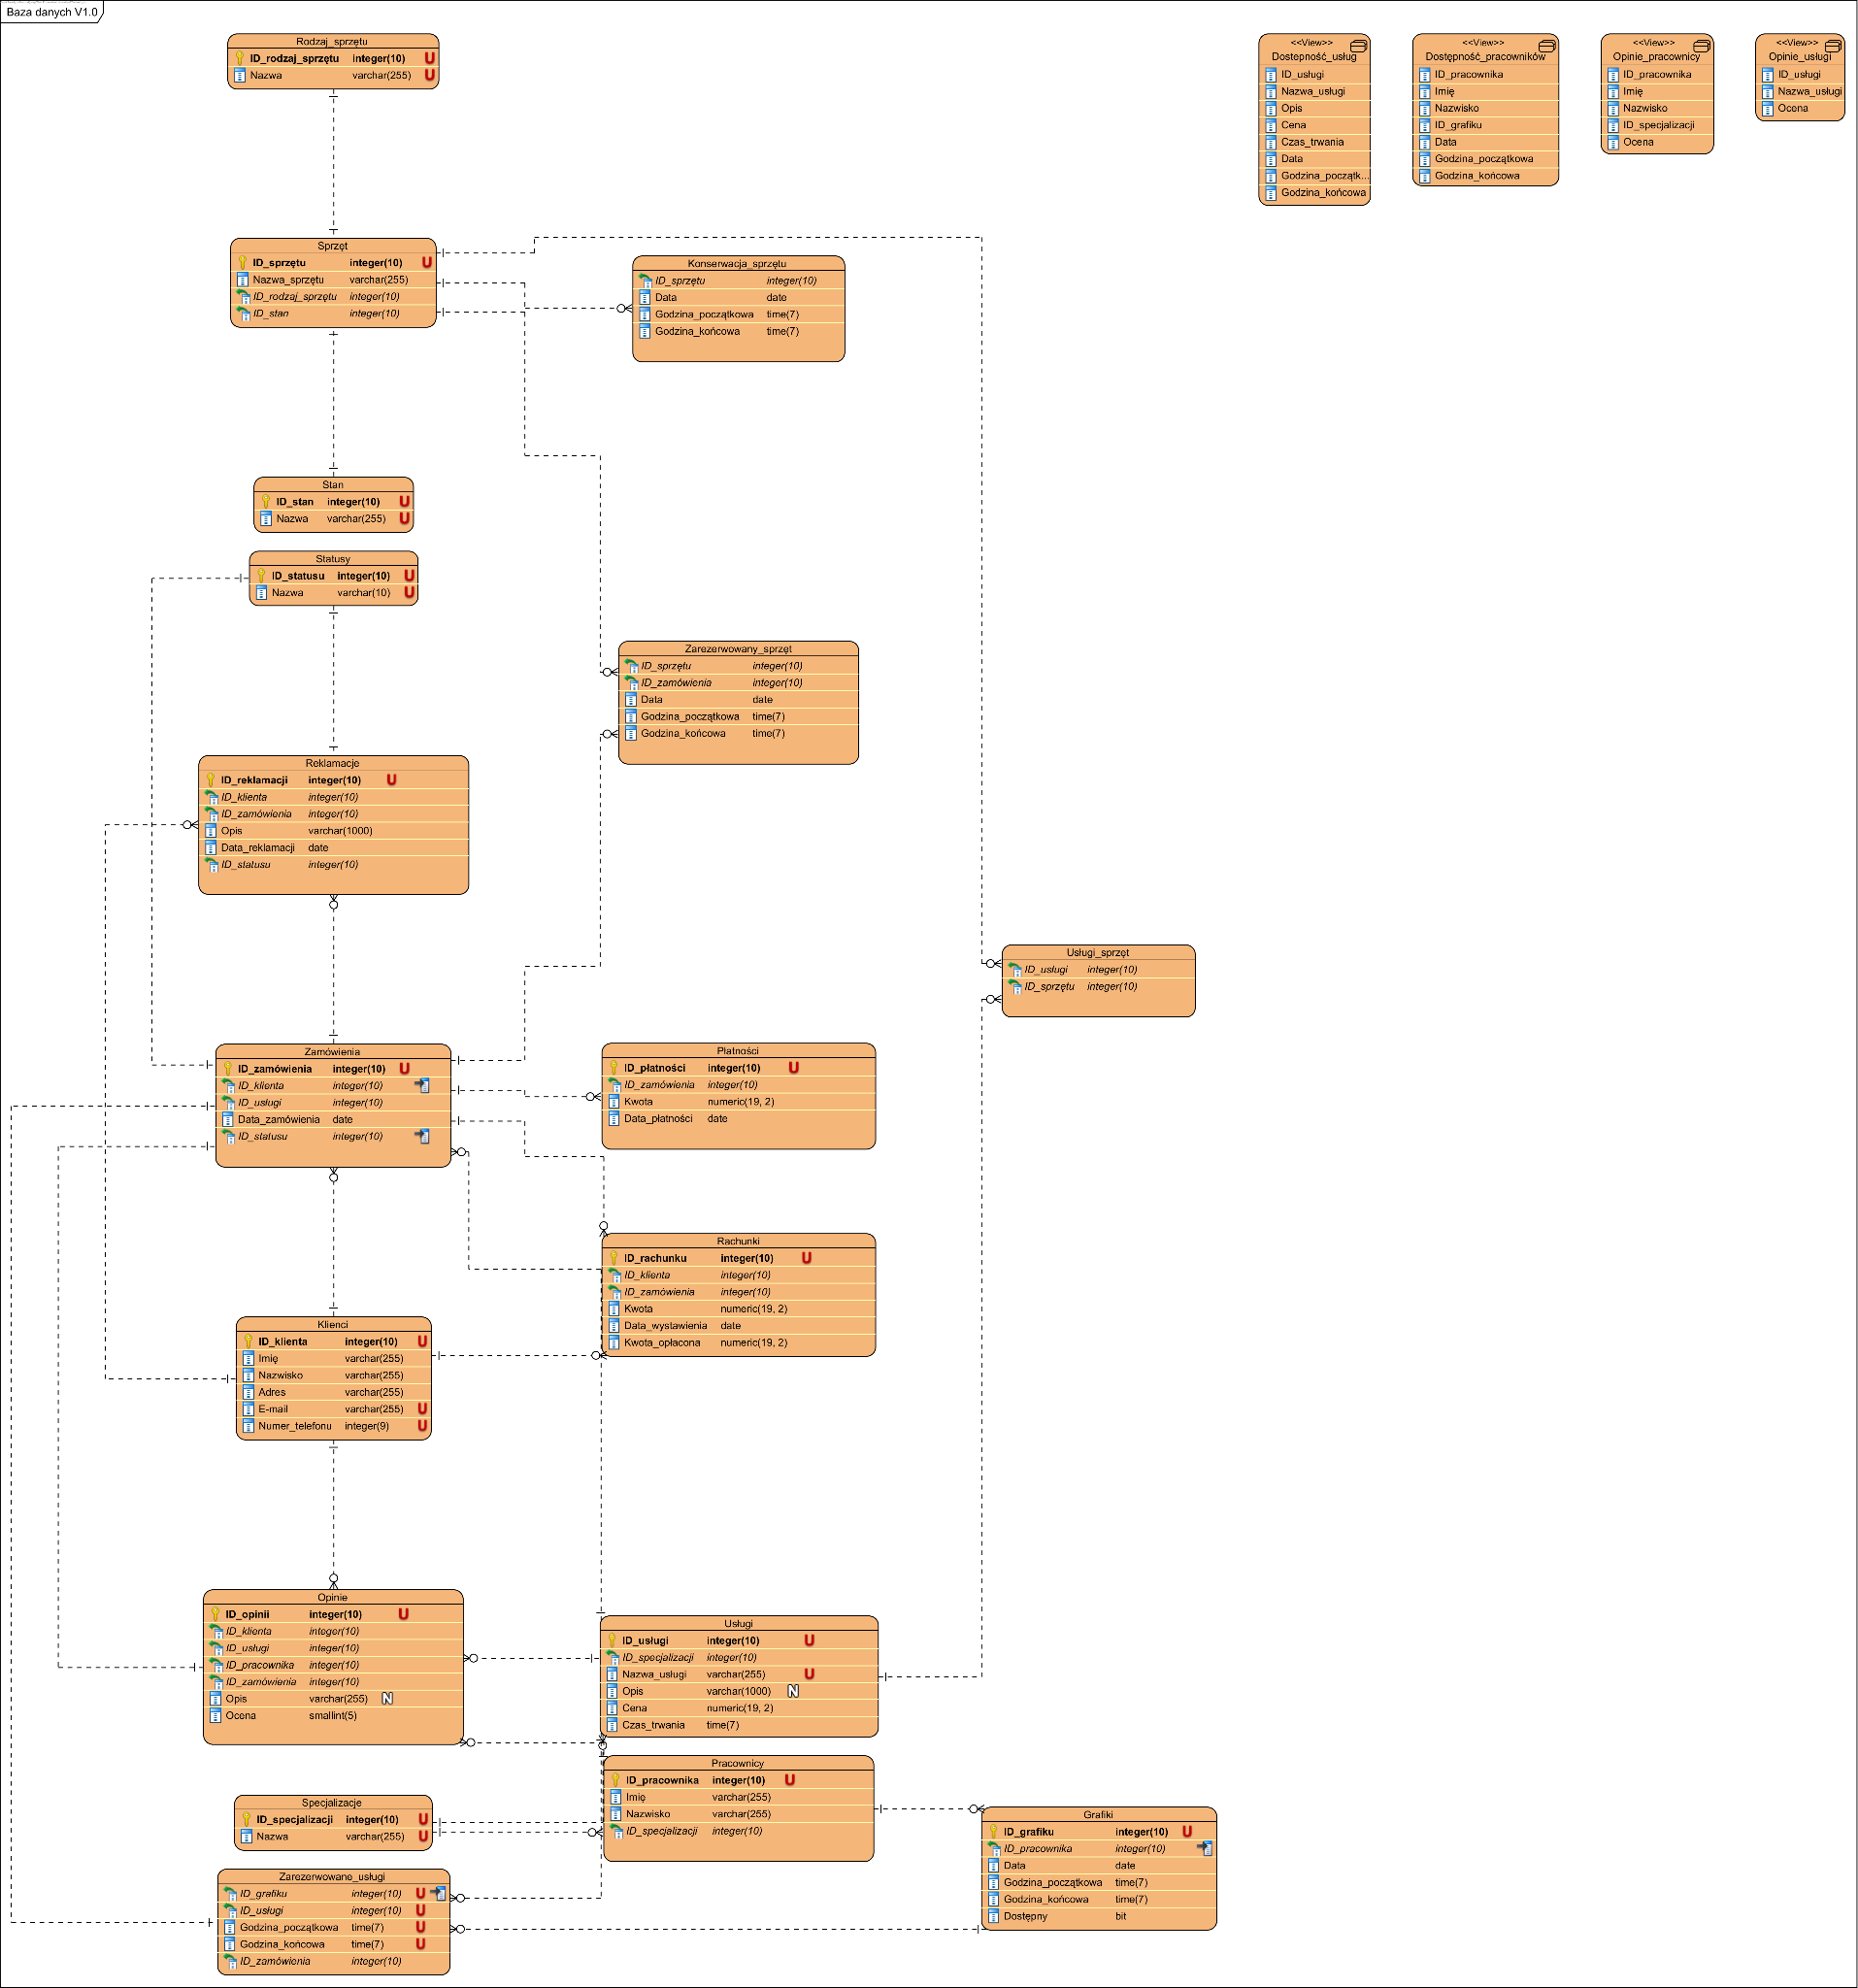 Baza danych V1.0
Rodzaj_sprzętu
ID_rodzaj_sprzętu integer(10) U
Nazwa varchar(255) U
<<View>>
Dostepność_usług
ID_usługi
Nazwa_usługi
Opis
Cena
Czas_trwania
Data
Godzina_początk...
Godzina_końcowa
<<View>>
Dostępność_pracowników
ID_pracownika
Imię
Nazwisko
ID_grafiku
Data
Godzina_początkowa
Godzina_końcowa
<<View>>
Opinie_pracownicy
ID_pracownika
Imię
Nazwisko
ID_specjalizacji
Ocena
<<View>>
Opinie_usługi
ID_usługi
Nazwa_usługi
Ocena
Sprzęt
ID_sprzętu integer(10) U
Nazwa_sprzętu varchar(255)
ID_rodzaj_sprzętu integer(10)
ID_stan integer(10)
Konserwacja_sprzętu
ID_sprzętu integer(10)
Data date
Godzina_początkowa time(7)
Godzina_końcowa time(7)
Stan
ID_stan integer(10) U
Nazwa varchar(255) U
Statusy
ID_statusu integer(10) U
Nazwa varchar(10) U
Zarezerwowany_sprzęt
ID_sprzętu integer(10)
ID_zamówienia integer(10)
Data date
Godzina_początkowa time(7)
Godzina_końcowa time(7)
Reklamacje
ID_reklamacji integer(10) U
ID_klienta integer(10)
ID_zamówienia integer(10)
Opis varchar(1000)
Data_reklamacji date
ID_statusu integer(10)
Usługi_sprzęt
ID_usługi integer(10)
ID_sprzętu integer(10)
Zamówienia
ID_zamówienia integer(10) U
ID_klienta integer(10)
ID_usługi integer(10)
Data_zamówienia date
ID_statusu integer(10)
Płatności
ID_płatności integer(10) U
ID_zamówienia integer(10)
Kwota numeric(19, 2)
Data_płatności date
Rachunki
ID_rachunku integer(10) U
ID_klienta integer(10)
ID_zamówienia integer(10)
Kwota numeric(19, 2)
Data_wystawienia date
Kwota_opłacona numeric(19, 2)
Klienci
ID_klienta integer(10) U
Imię varchar(255)
Nazwisko varchar(255)
Adres varchar(255)
E-mail varchar(255) U
Numer_telefonu integer(9) U
Opinie
ID_opinii integer(10) U
ID_klienta integer(10)
ID_usługi integer(10)
ID_pracownika integer(10)
ID_zamówienia integer(10)
Opis varchar(255) N
Ocena smallint(5)
Usługi
ID_usługi integer(10) U
ID_specjalizacji integer(10)
Nazwa_usługi varchar(255) U
Opis varchar(1000) N
Cena numeric(19, 2)
Czas_trwania time(7)
Pracownicy
ID_pracownika integer(10) U
Imię varchar(255)
Nazwisko varchar(255)
ID_specjalizacji integer(10)
Specjalizacje
ID_specjalizacji integer(10) U
Nazwa varchar(255) U
Grafiki
ID_grafiku integer(10) U
ID_pracownika integer(10)
Data date
Godzina_początkowa time(7)
Godzina_końcowa time(7)
Dostępny bit
Zarezerwowane_usługi
ID_grafiku integer(10) U
ID_usługi integer(10) U
Godzina_początkowa time(7) U
Godzina_końcowa time(7) U
ID_zamówienia integer(10)